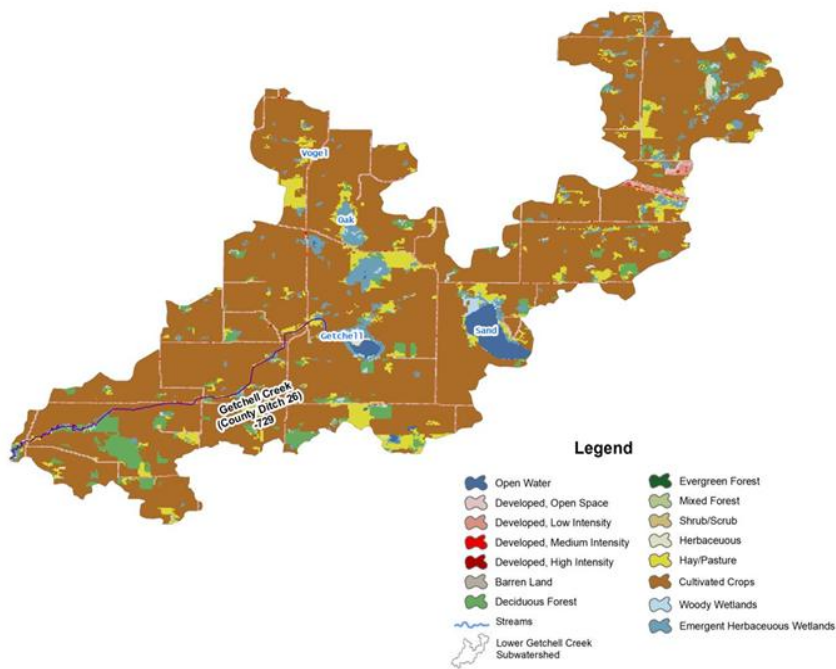 Vogel
Oak
Getchell
Sand
Getchell Creek
(County Ditch 26)
-729
Legend
Open Water
Developed, Open Space
Developed, Low Intensity
Developed, Medium Intensity
Developed, High Intensity
Barren Land
Deciduous Forest
Streams
Lower Getchell Creek
Subwatershed
Evergreen Forest
Mixed Forest
Shrub/Scrub
Herbaceuous
Hay/Pasture
Cultivated Crops
Woody Wetlands
Emergent Herbaceuous Wetlands